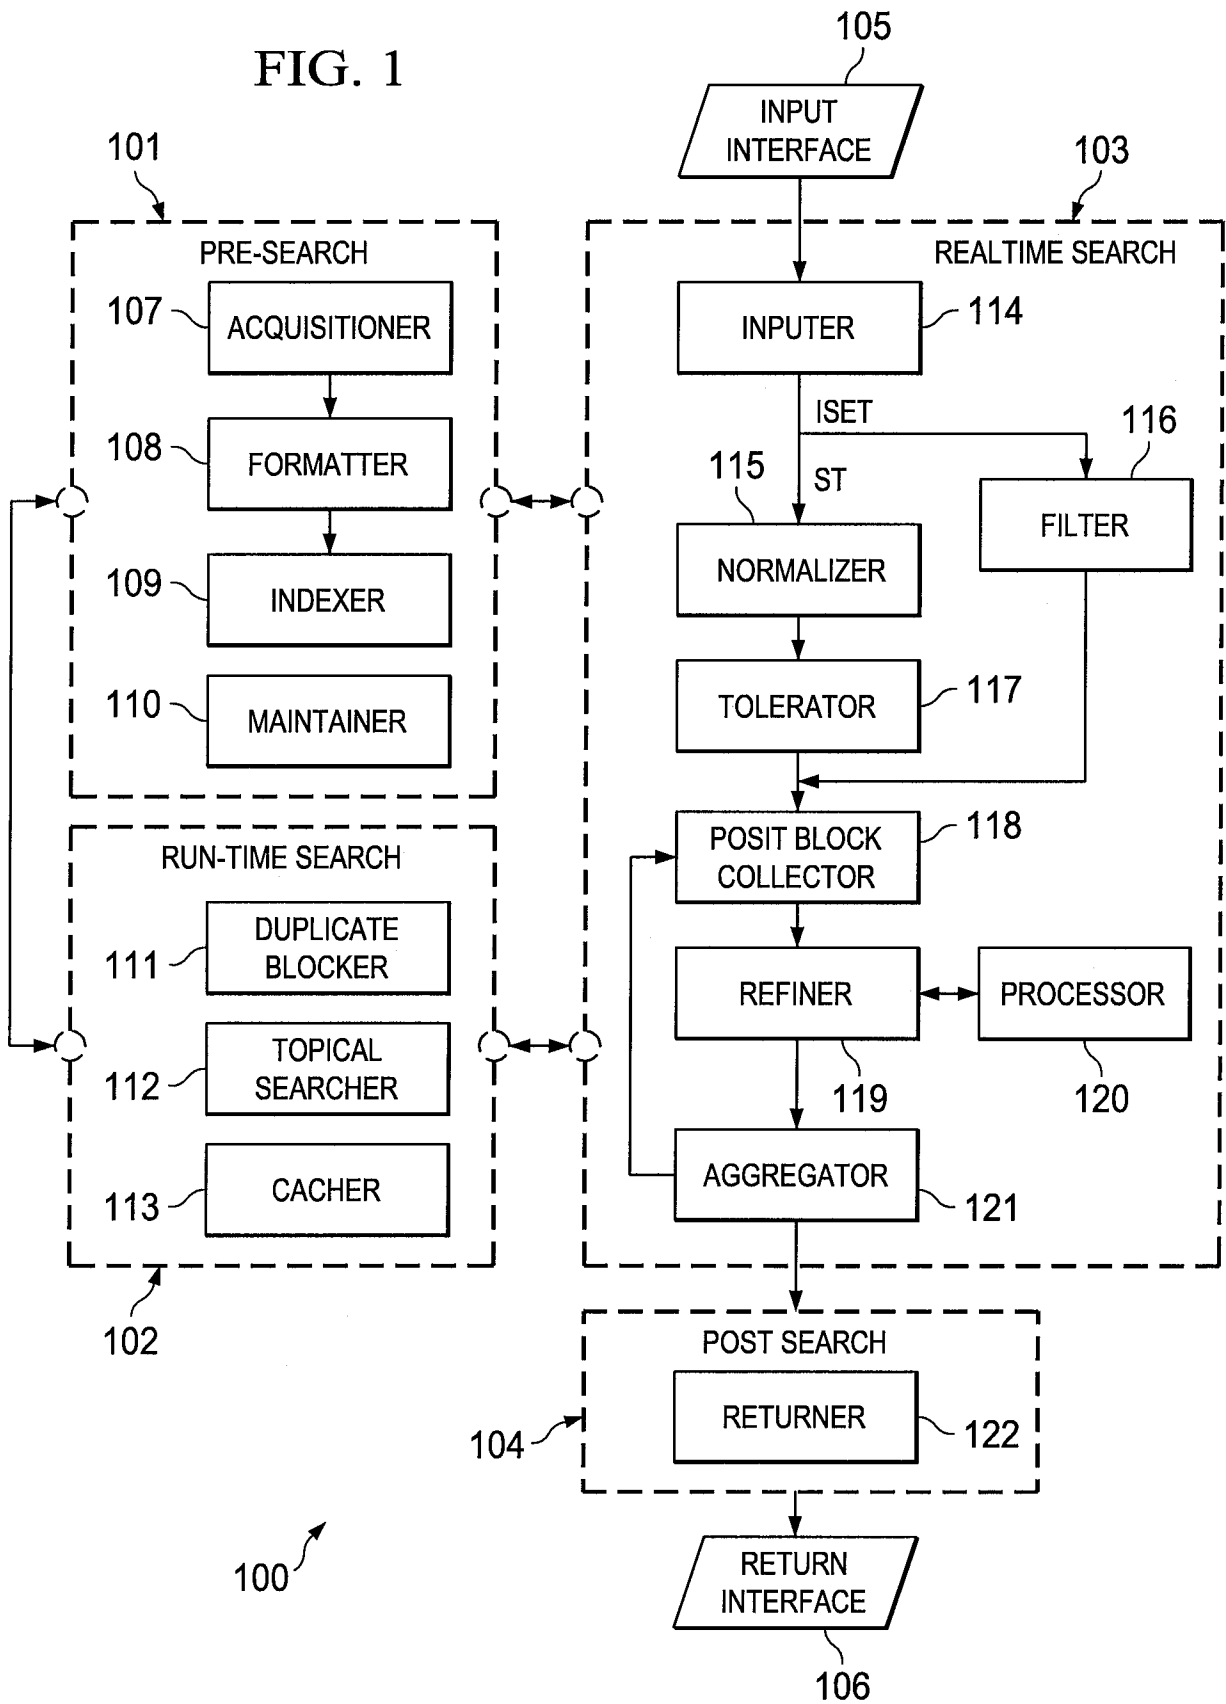 FIG. 1
105
INPUT
INTERFACE
101
103
PRE-SEARCH
REALTIME SEARCH
107
ACQUISITIONER
INPUTER
114
ISET
116
108
FORMATTER
115
ST
FILTER
NORMALIZER
109
INDEXER
110
MAINTAINER
TOLERATOR
117
RUN-TIME SEARCH
POSIT BLOCK
COLLECTOR
118
111
DUPLICATE
BLOCKER
REFINER
PROCESSOR
112
TOPICAL
SEARCHER
119
120
113
CACHER
AGGREGATOR
121
102
POST SEARCH
RETURNER
104
122
100
RETURN
INTERFACE
106